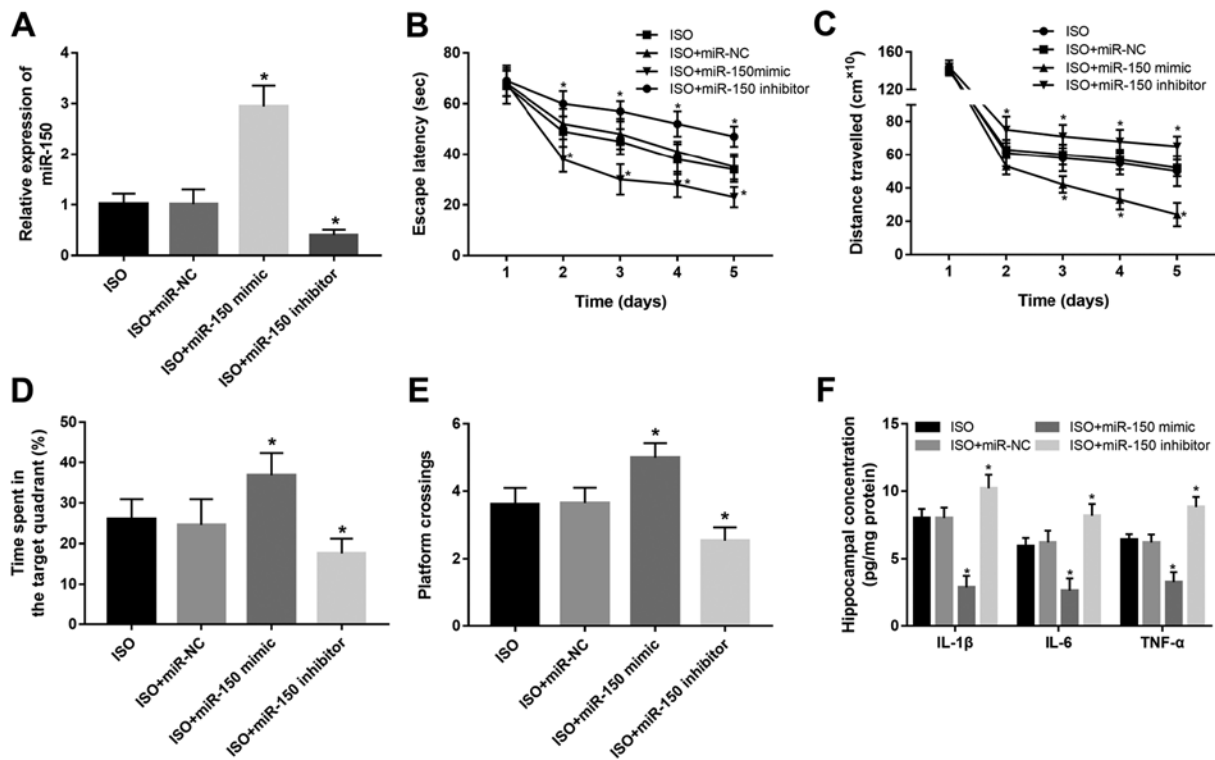 A
Relative expression of
miR-150
4
3
2
1
0
*
*
ISO
ISO+miR-NC
ISO+miR-150 mimic
ISO+miR-150 inhibitor
B
Escape latency (sec)
80
60
40
20
0
ISO
ISO+miR-NC
ISO+miR-150mimic
ISO+miR-150 inhibitor
* * * *
* * * *
1 2 3 4 5
Time (days)
C
Distance travelled (cm×10)
160
120
80
60
40
20
0
ISO
ISO+miR-NC
ISO+miR-150 mimic
ISO+miR-150 inhibitor
* * * *
* * *
1 2 3 4 5
Time (days)
D
Time spent in
the target quadrant (%)
50
40
30
20
10
0
*
*
ISO
ISO+miR-NC
ISO+miR-150 mimic
ISO+miR-150 inhibitor
E
Platform crossings
6
4
2
0
*
*
ISO
ISO+miR-NC
ISO+miR-150 mimic
ISO+miR-150 inhibitor
F
Hippocampal concentration
(pg/mg protein)
15
10
5
0
ISO
ISO+miR-NC
ISO+miR-150 mimic
ISO+miR-150 inhibitor
* * *
* * *
IL-1β IL-6 TNF-α